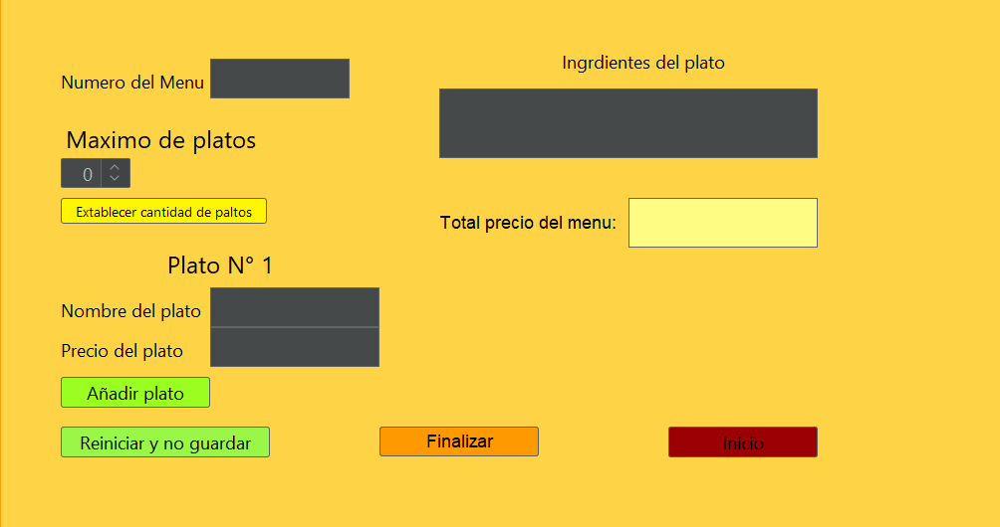 Numero del Menu
Ingrdientes del plato
Maximo de platos
0
Extablecer cantidad de paltos
Total precio del menu:
Plato N° 1
Nombre del plato
Precio del plato
Añadir plato
Reiniciar y no guardar
Finalizar
Inicio